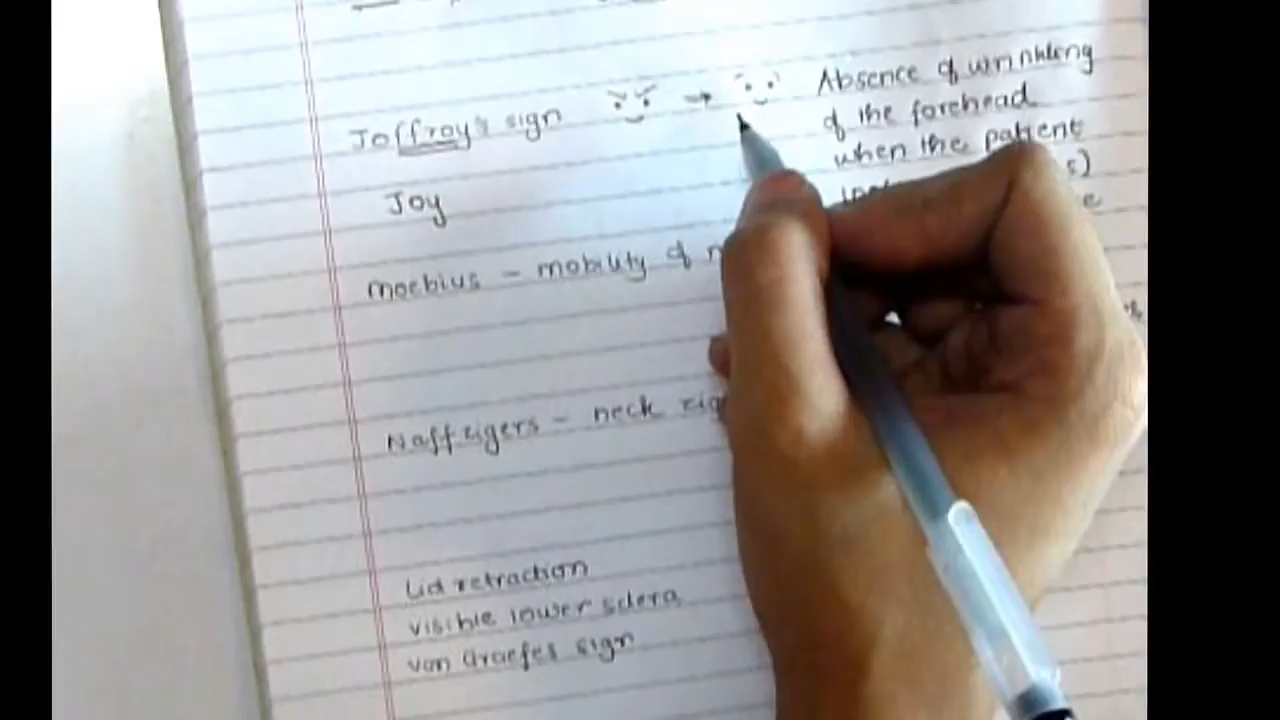 Joffroy's sign → Absence of wrinkling
of the forehead
when the patient
Joy
moebius - mobility of
Naffzigers - neck
Lid retraction
visible lower sclera
von Graefes sign